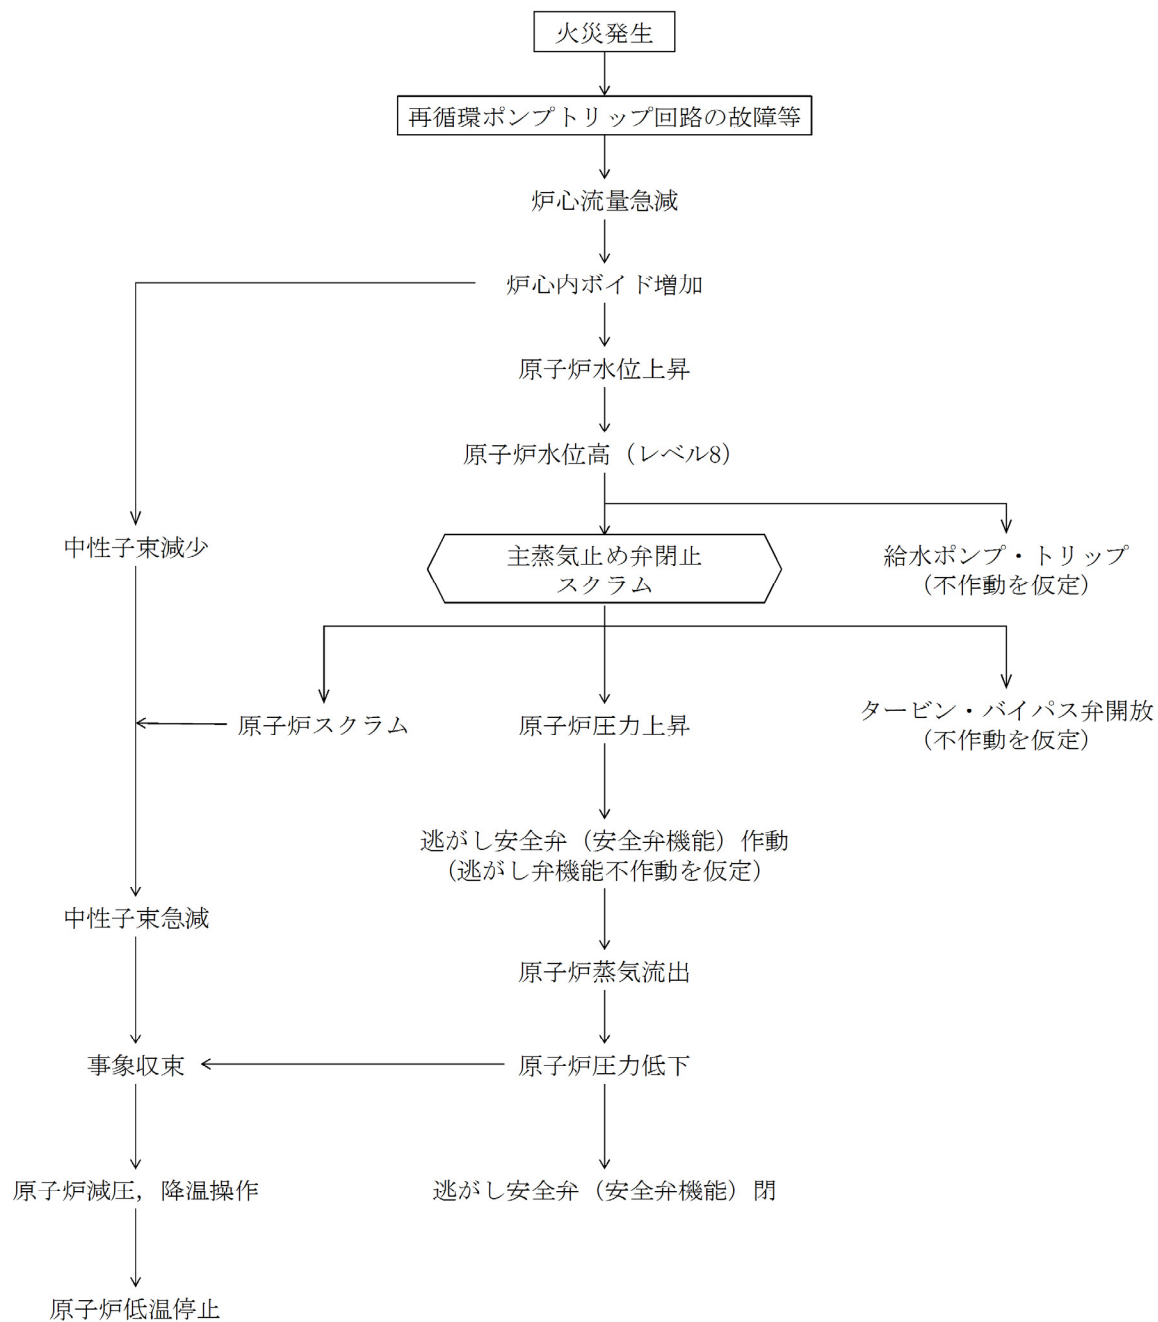 火災発生
再循環ポンプトリップ回路の故障等
炉心流量急減
炉心内ボイド増加
原子炉水位上昇
原子炉水位高（レベル8）
中性子束減少
主蒸気止め弁閉止
スクラム
給水ポンプ・トリップ
（不作動を仮定）
原子炉スクラム
原子炉圧力上昇
タービン・バイパス弁開放
（不作動を仮定）
逃がし安全弁（安全弁機能）作動
（逃がし弁機能不作動を仮定）
中性子束急減
原子炉蒸気流出
事象収束
原子炉圧力低下
原子炉減圧，降温操作
逃がし安全弁（安全弁機能）閉
原子炉低温停止